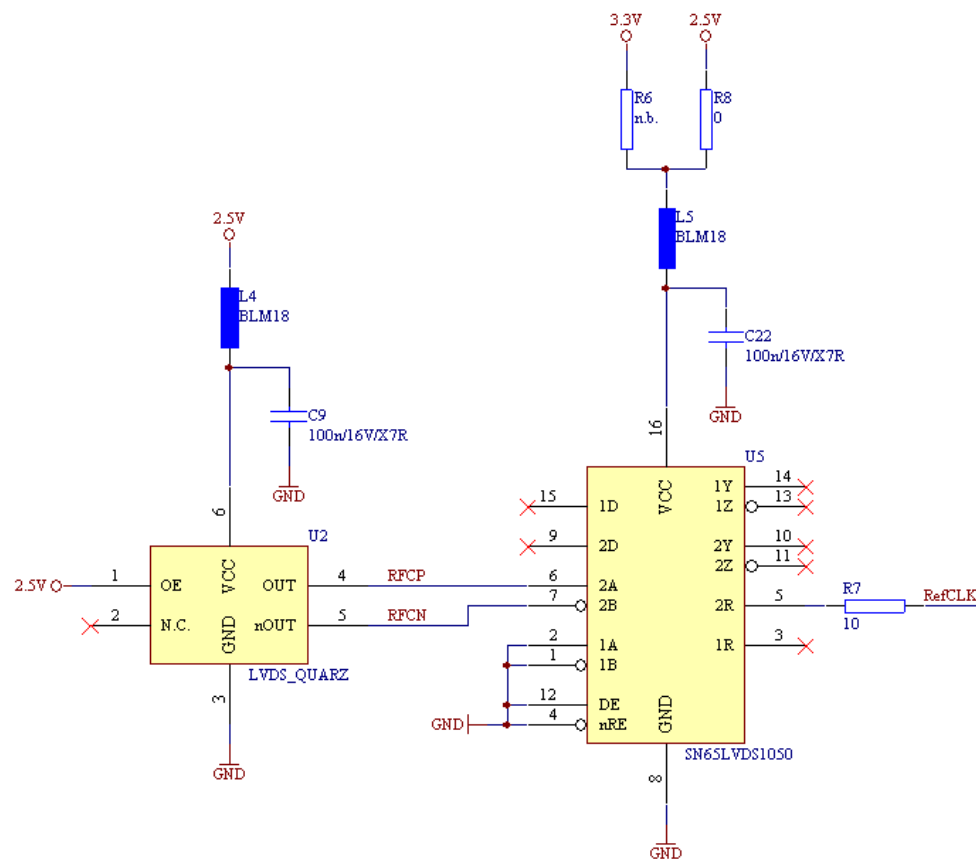 3.3V
2.5V
R6
n.b.
R8
0
L5
BLM18
2.5V
L4
BLM18
C22
100n/16V/X7R
GND
C9
100n/16V/X7R
GND
16
U5
VCC
15
1D
9
2D
6
2A
7
2B
2
1A
1
1B
12
DE
4
nRE
GND
1Y
14
1Z
13
2Y
10
2Z
11
2R
5
1R
3
GND
SN65LVDS1050
8
GND
R7
10
RefCLK
6
U2
2.5V
1
OE
2
N.C.
VCC
GND
OUT
4
RFCP
nOUT
5
RFCN
LVDS_QUARZ
3
GND